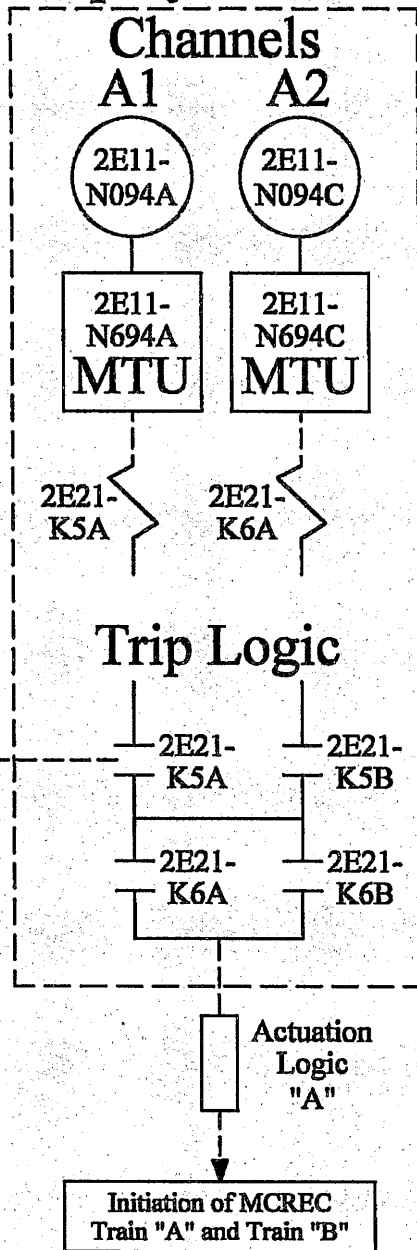 Channels
A1 A2
2E11-
N094A
2E11-
N094C
2E11-
N694A
MTU
2E11-
N694C
MTU
2E21-
K5A
2E21-
K6A
Trip Logic
2E21-
K5A
2E21-
K5B
2E21-
K6A
2E21-
K6B
Actuation
Logic
"A"
Initiation of MCREC
Train "A" and Train "B"